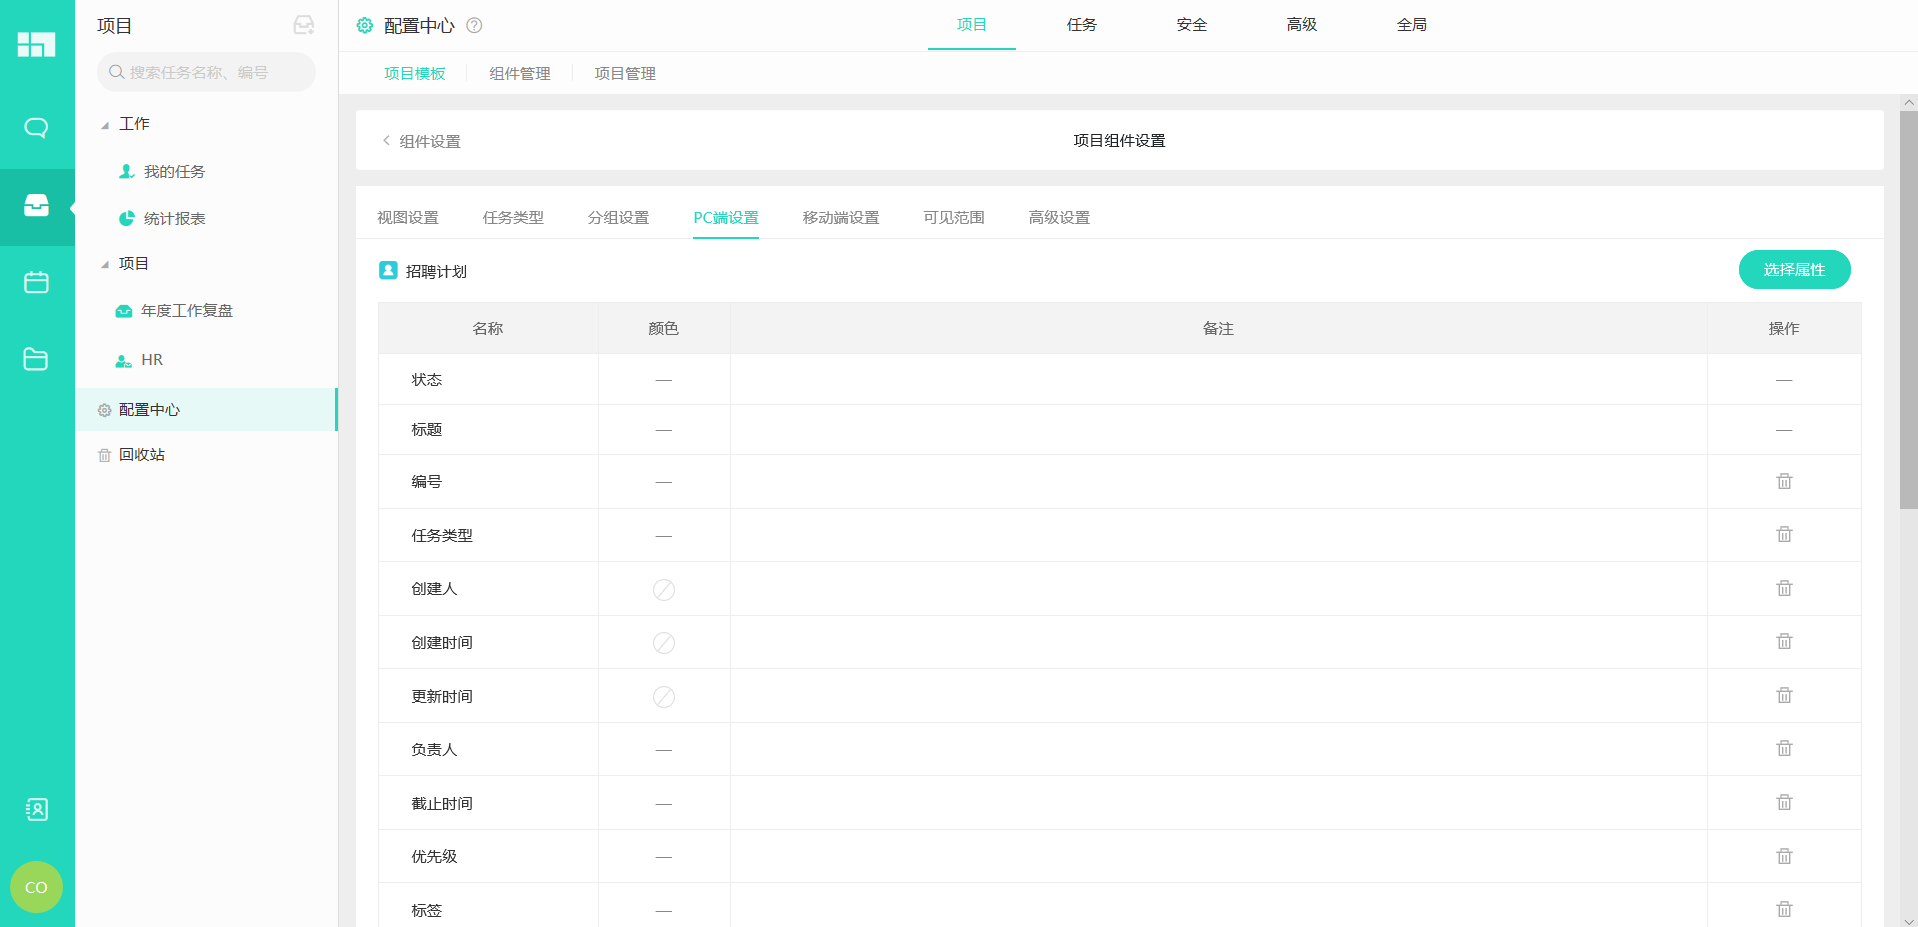 项目
搜索任务名称、编号
工作
我的任务
统计报表
项目
年度工作复盘
HR
配置中心
回收站
CO
配置中心 ?
项目 任务 安全 高级 全局
项目模板 组件管理 项目管理
< 组件设置
项目组件设置
视图设置 任务类型 分组设置 PC端设置 移动端设置 可见范围 高级设置
招聘计划
选择属性
名称 颜色 备注 操作
状态 — —
标题 — —
编号 —
任务类型 —
创建人
创建时间
更新时间
负责人 —
截止时间 —
优先级 —
标签 —